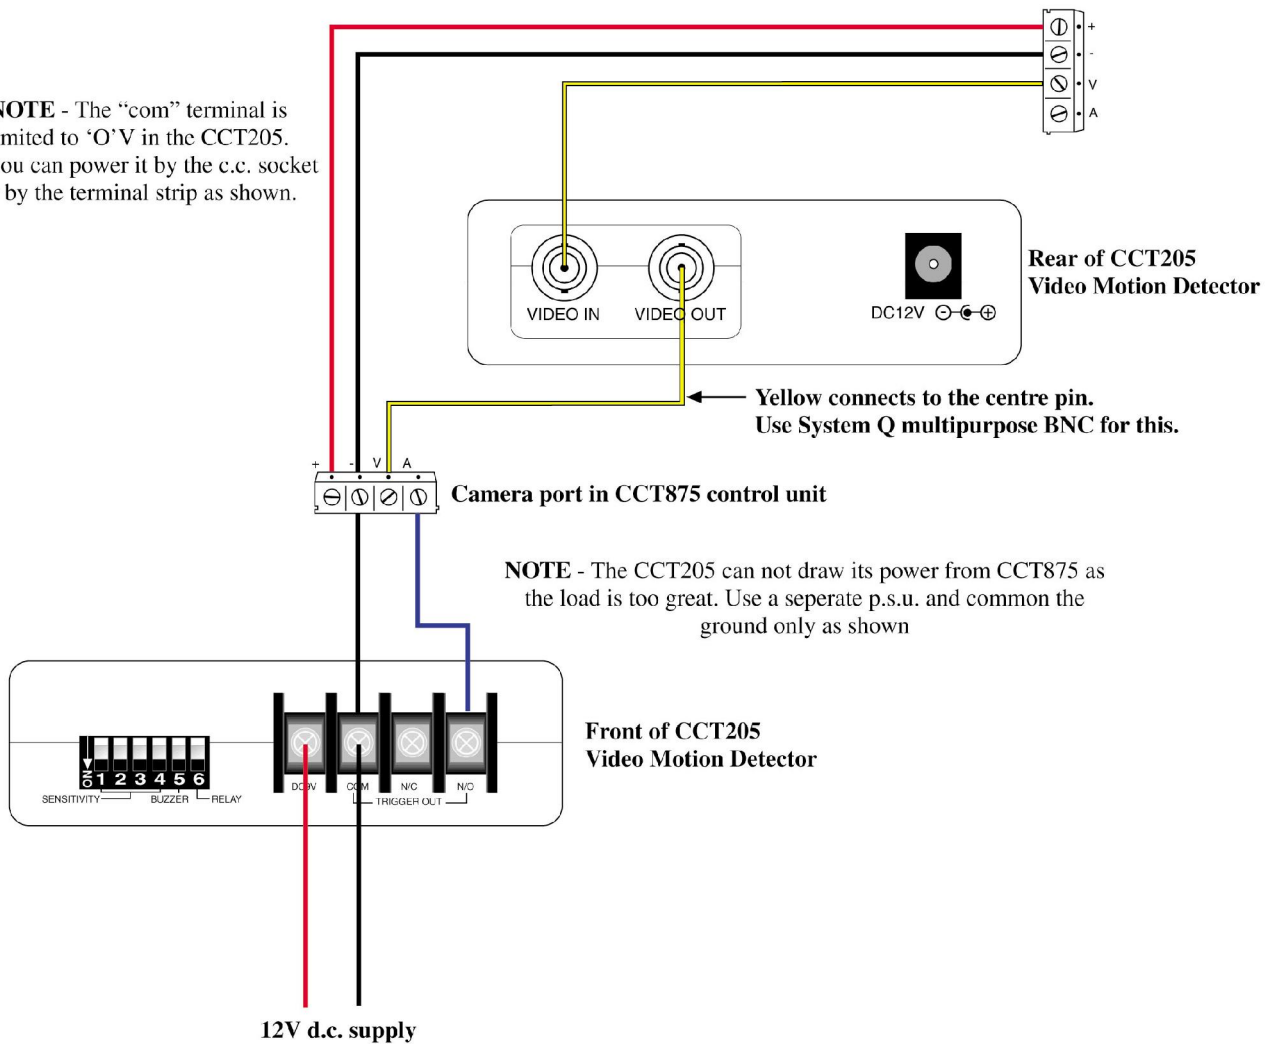 +
-
V
A
NOTE - The “com” terminal is
mited to ‘O’V in the CCT205.
ou can power it by the c.c. socket
by the terminal strip as shown.
Rear of CCT205
Video Motion Detector
VIDEO IN
VIDEO OUT
DC12V - +
Yellow connects to the centre pin.
Use System Q multipurpose BNC for this.
+ - V A
Camera port in CCT875 control unit
NOTE - The CCT205 can not draw its power from CCT875 as
the load is too great. Use a seperate p.s.u. and common the
ground only as shown
Front of CCT205
Video Motion Detector
ON 1 2 3 4 5 6
SENSITIVITY BUZZER RELAY
COM N/C N/O
TRIGGER OUT
12V d.c. supply